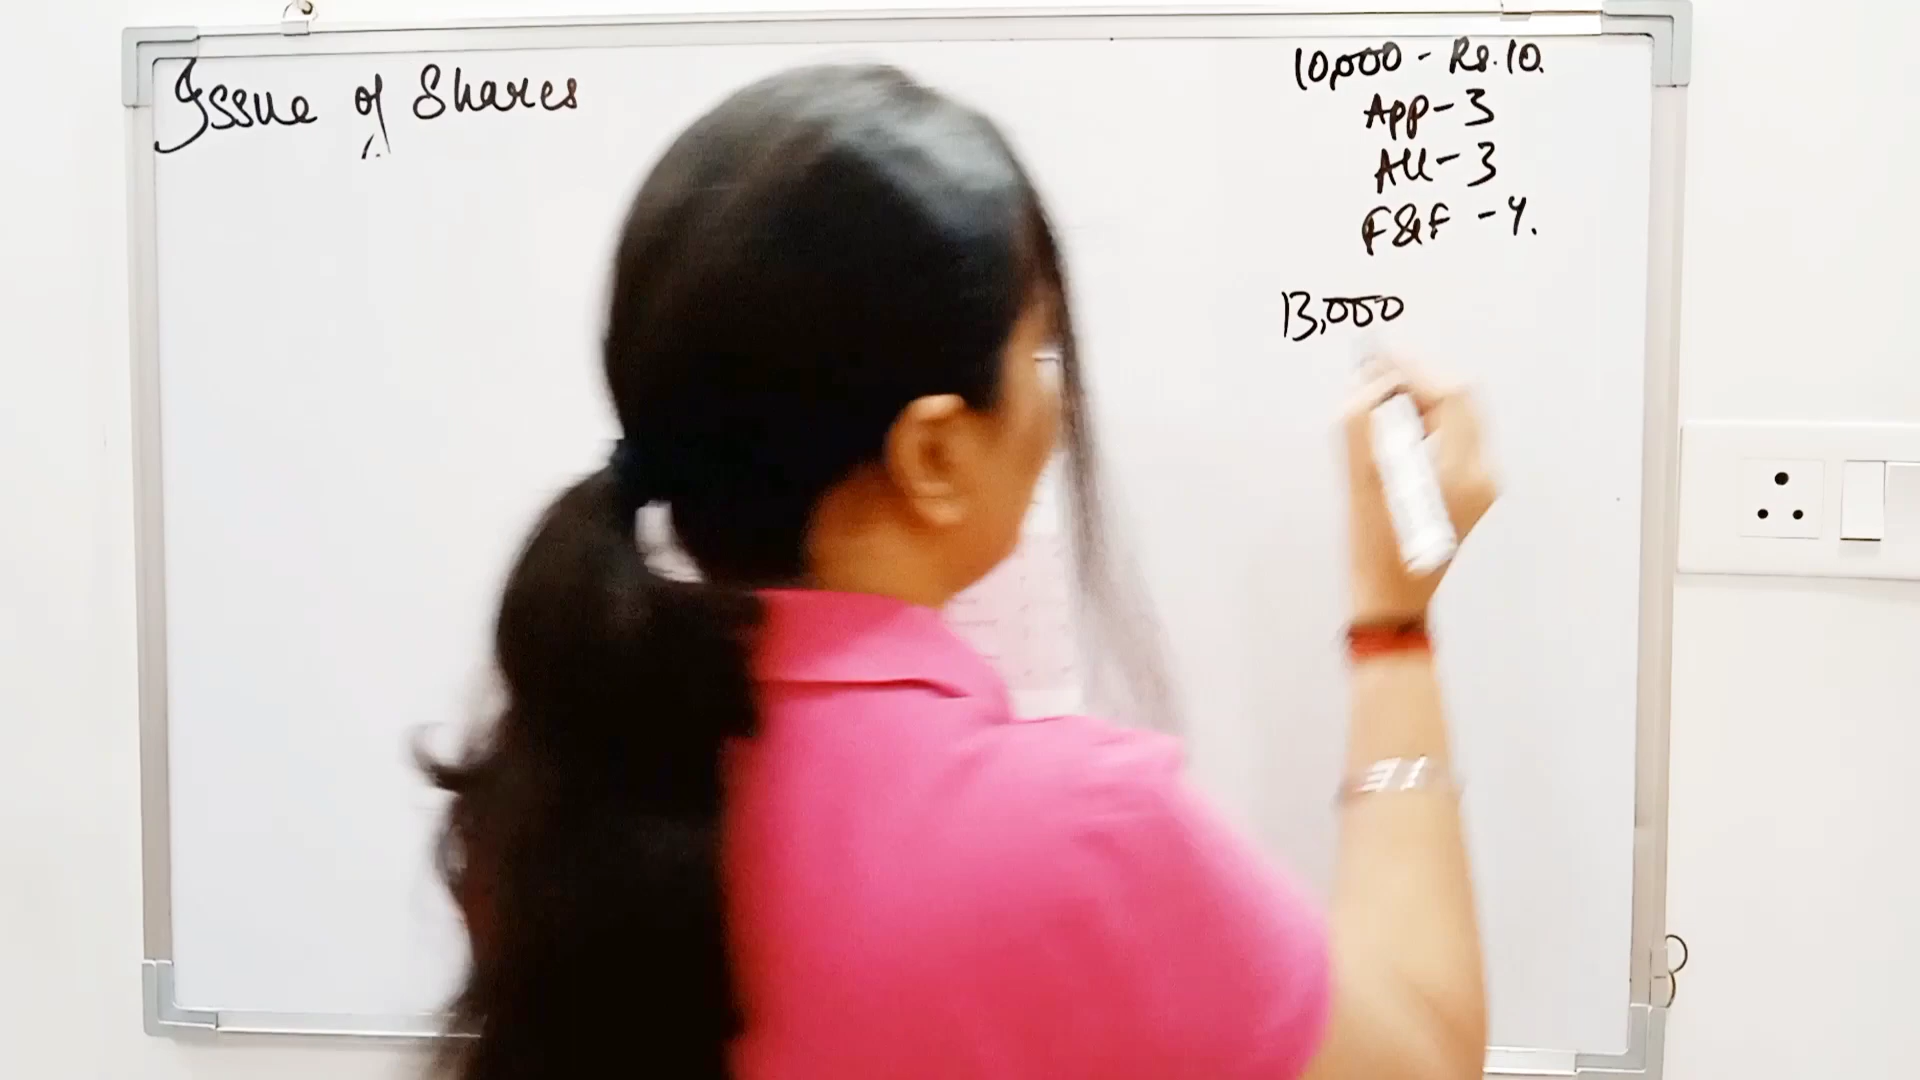 Issue of Shares
10,000 - Rs. 10.
App - 3
All - 3
F&F - 4.
13,000